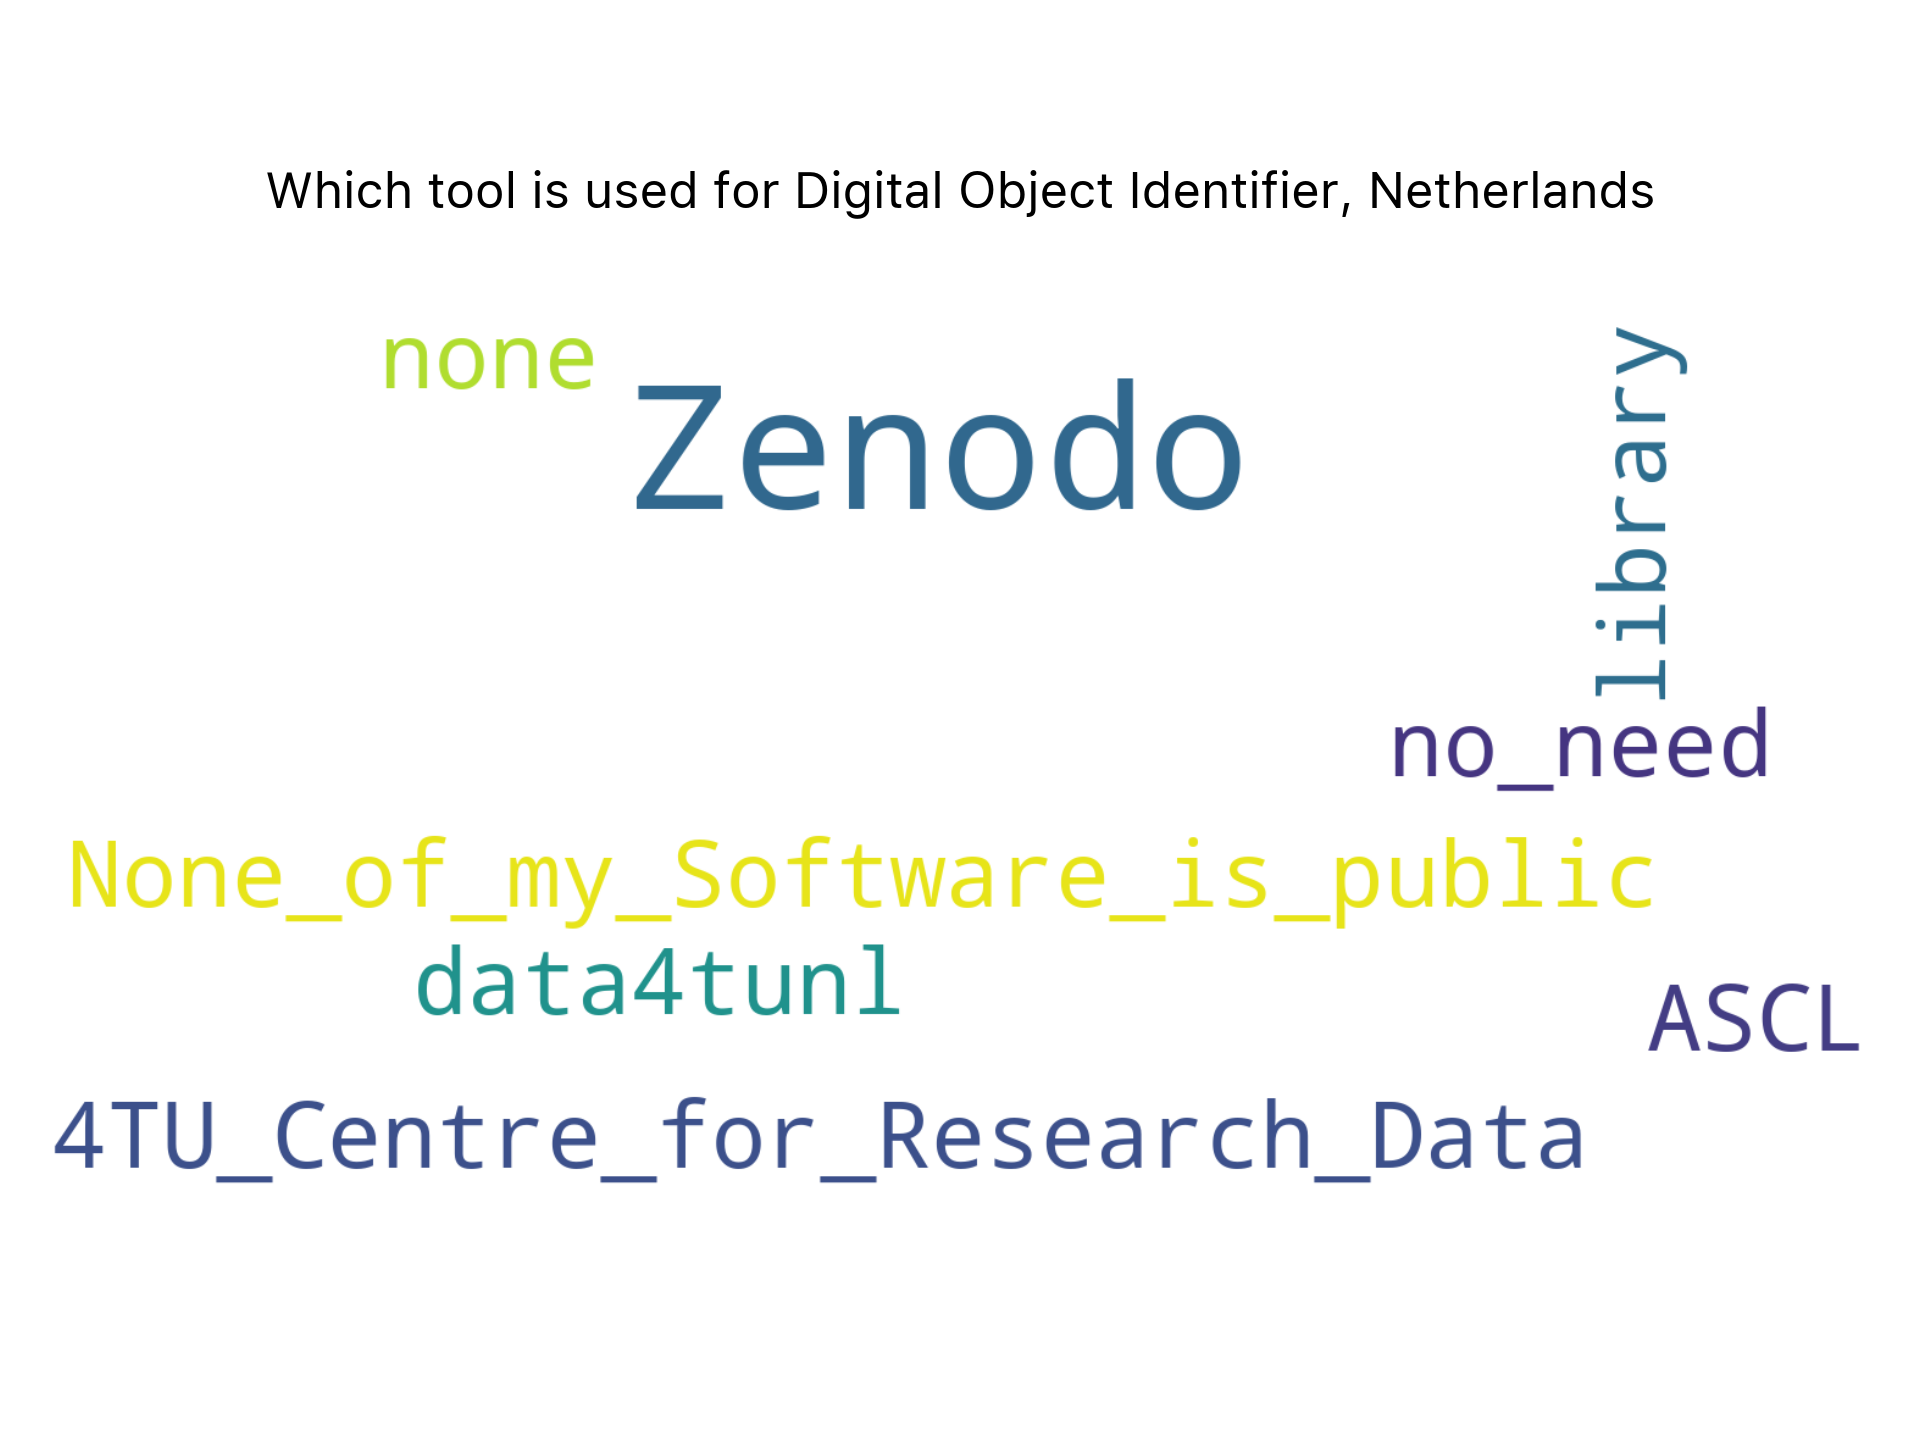 Which tool is used for Digital Object Identifier, Netherlands
none
Zenodo
library
no_need
None_of_my_Software_is_public
data4tunl
ASCL
4TU_Centre_for_Research_Data